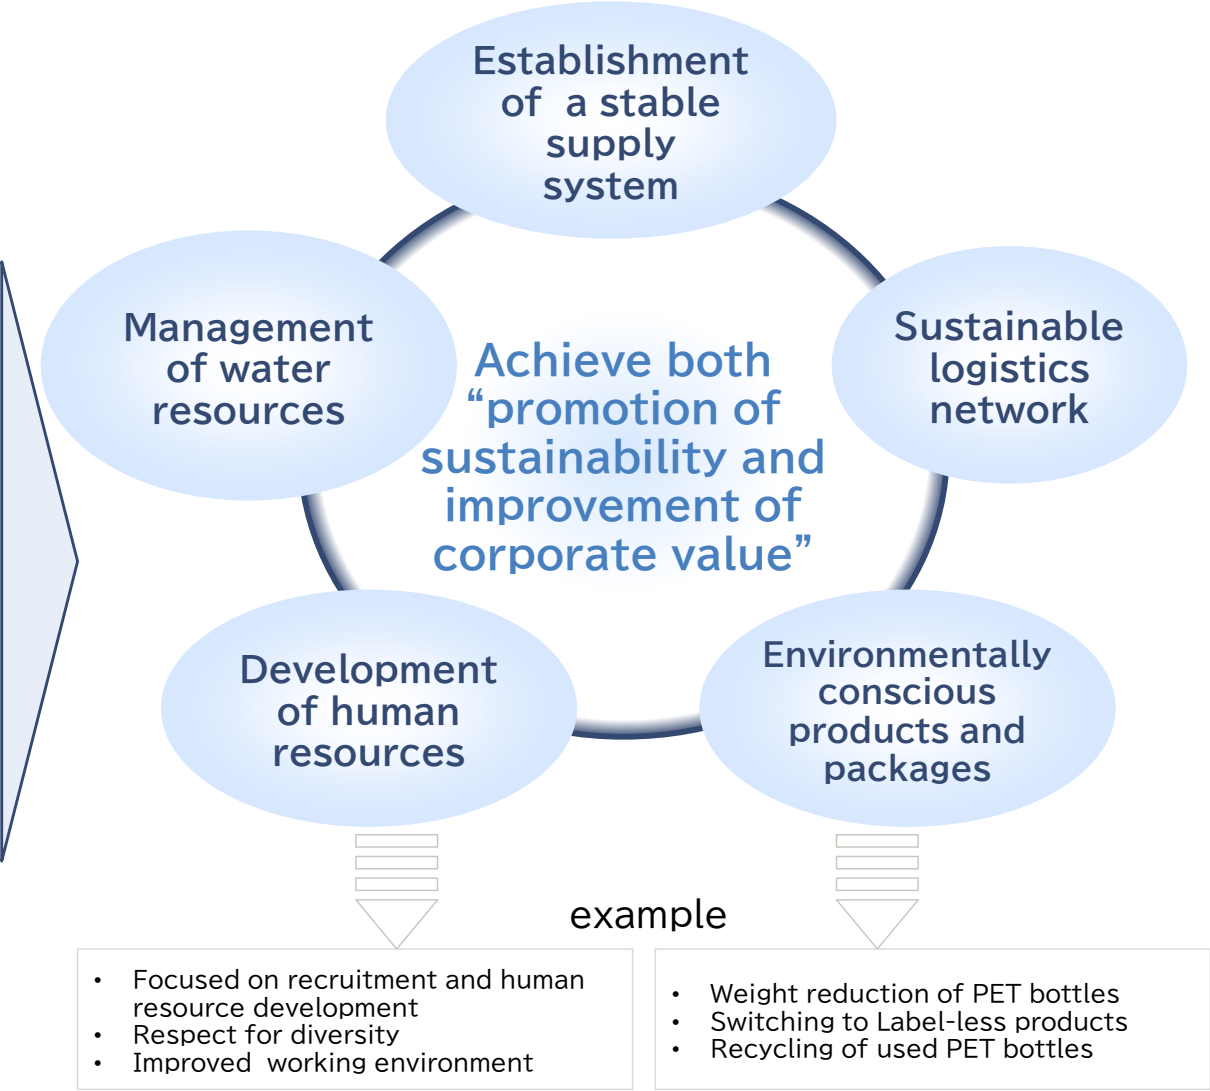 Establishment
of a stable
supply
system
Management
of water
resources
Sustainable
logistics
network
Achieve both
“promotion of
sustainability and
improvement of
corporate value”
Development
of human
resources
Environmentally
conscious
products and
packages
example
• Focused on recruitment and human
resource development
• Respect for diversity
• Improved working environment
• Weight reduction of PET bottles
• Switching to Label-less products
• Recycling of used PET bottles